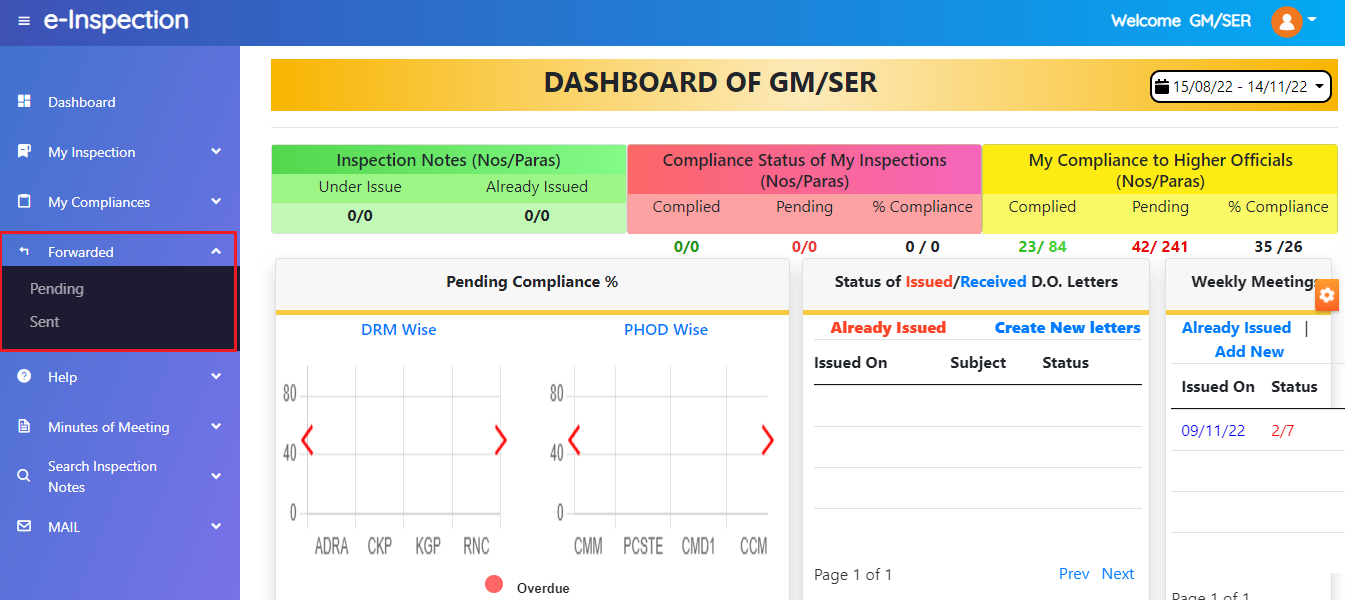 e-Inspection
Welcome GM/SER
Dashboard
My Inspection
My Compliances
Forwarded
Pending
Sent
Help
Minutes of Meeting
Search Inspection
Notes
MAIL
DASHBOARD OF GM/SER
15/08/22 - 14/11/22
Inspection Notes (Nos/Paras)
Under Issue Already Issued
0/0 0/0
Compliance Status of My Inspections
(Nos/Paras)
Complied Pending % Compliance
0/0 0/0 0 / 0
My Compliance to Higher Officials
(Nos/Paras)
Complied Pending % Compliance
23/ 84 42/ 241 35 /26
Pending Compliance %
DRM Wise PHOD Wise
80
40
0
ADRA CKP KGP RNC
80
40
0
CMM PCSTE CMD1 CCM
Overdue
Status of Issued/Received D.O. Letters
Already Issued Create New letters
Issued On Subject Status
Page 1 of 1 Prev Next
Weekly Meeting
Already Issued |
Add New
Issued On Status
09/11/22 2/7
Page 1 of 1